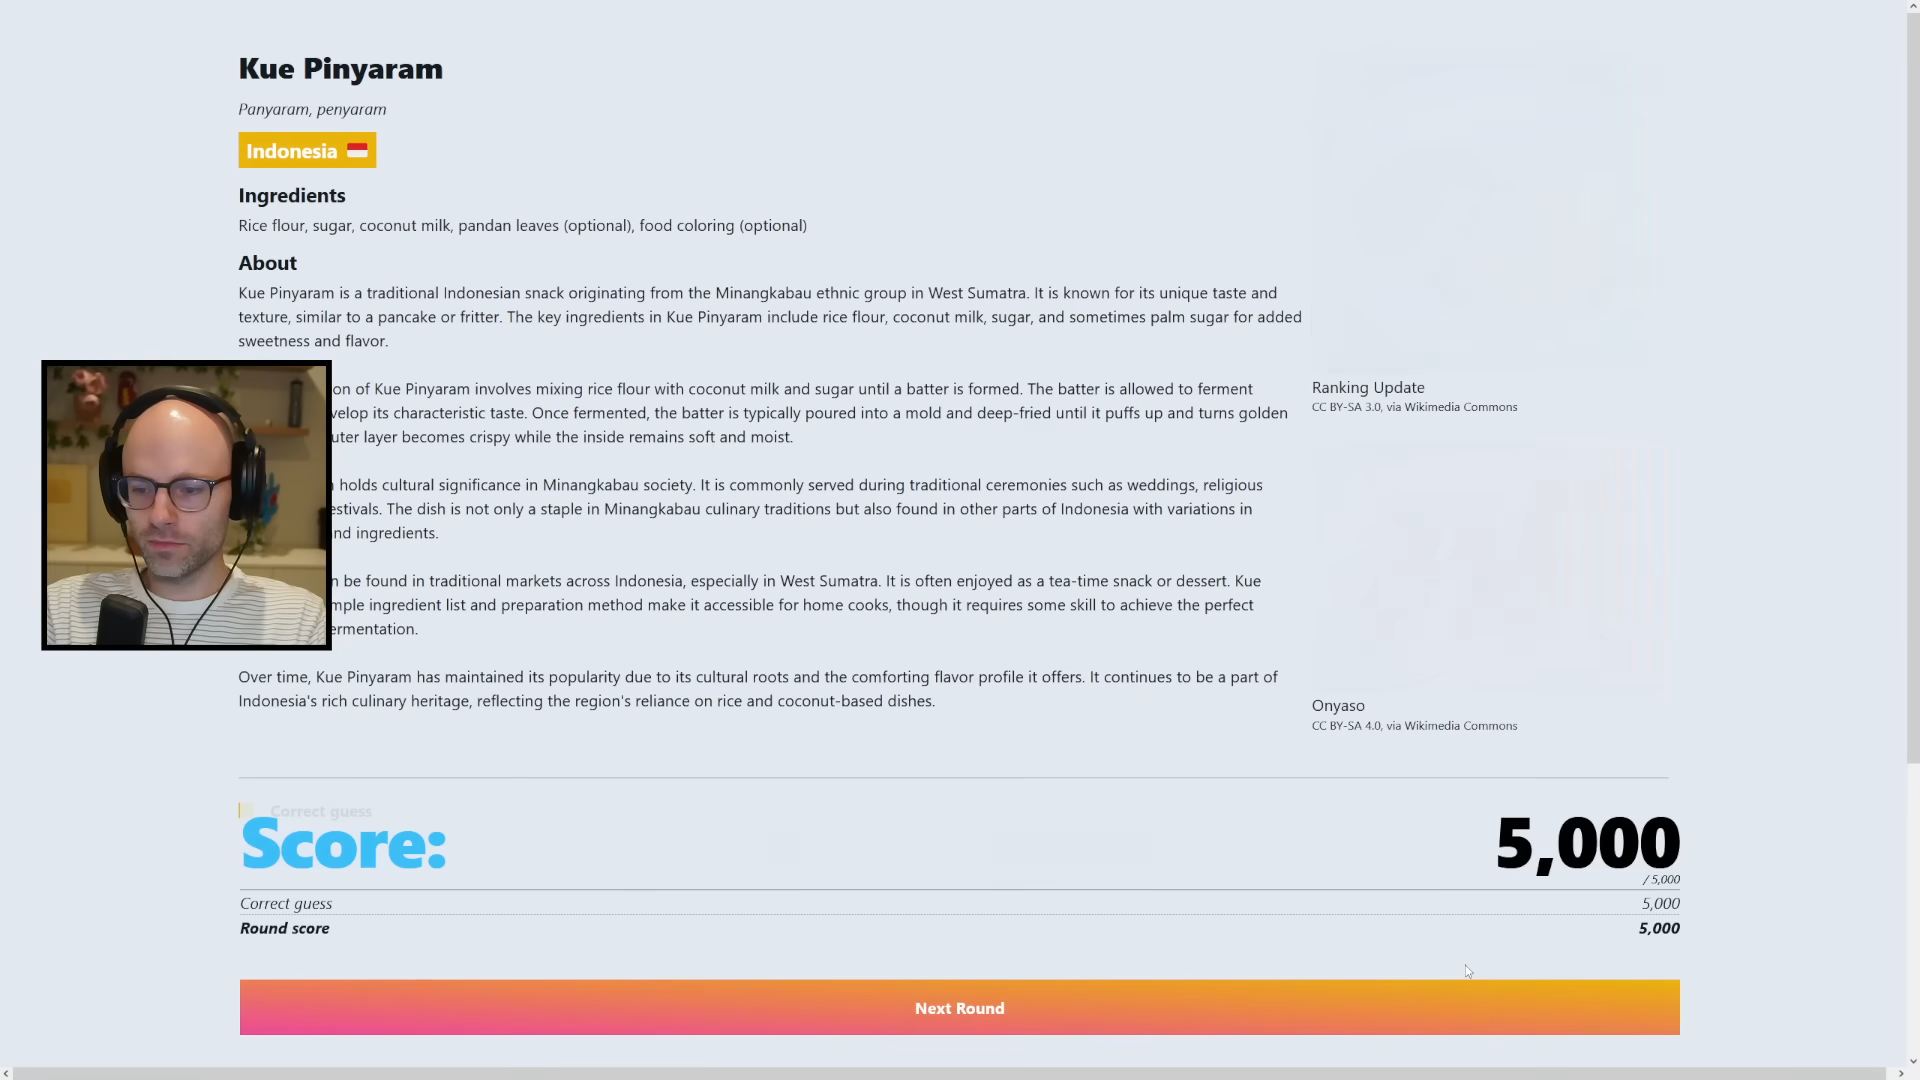 Kue Pinyaram
Panyaram, penyaram
Indonesia
Ingredients
Rice flour, sugar, coconut milk, pandan leaves (optional), food coloring (optional)
About
Kue Pinyaram is a traditional Indonesian snack originating from the Minangkabau ethnic group in West Sumatra. It is known for its unique taste and
texture, similar to a pancake or fritter. The key ingredients in Kue Pinyaram include rice flour, coconut milk, sugar, and sometimes palm sugar for added
sweetness and flavor.
on of Kue Pinyaram involves mixing rice flour with coconut milk and sugar until a batter is formed. The batter is allowed to ferment
velop its characteristic taste. Once fermented, the batter is typically poured into a mold and deep-fried until it puffs up and turns golden
uter layer becomes crispy while the inside remains soft and moist.
holds cultural significance in Minangkabau society. It is commonly served during traditional ceremonies such as weddings, religious
estivals. The dish is not only a staple in Minangkabau culinary traditions but also found in other parts of Indonesia with variations in
nd ingredients.
n be found in traditional markets across Indonesia, especially in West Sumatra. It is often enjoyed as a tea-time snack or dessert. Kue
mple ingredient list and preparation method make it accessible for home cooks, though it requires some skill to achieve the perfect
ermentation.
Over time, Kue Pinyaram has maintained its popularity due to its cultural roots and the comforting flavor profile it offers. It continues to be a part of
Indonesia's rich culinary heritage, reflecting the region's reliance on rice and coconut-based dishes.
Ranking Update
CC BY-SA 3.0, via Wikimedia Commons
Onyaso
CC BY-SA 4.0, via Wikimedia Commons
Correct guess
Score:
5,000
/ 5,000
Correct guess
5,000
Round score
5,000
Next Round